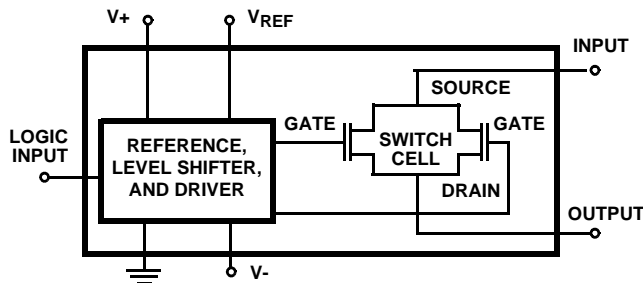 V+
VREF
INPUT
SOURCE
GATE
GATE
LOGIC
INPUT
REFERENCE,
LEVEL SHIFTER,
AND DRIVER
SWITCH
CELL
DRAIN
OUTPUT
V-